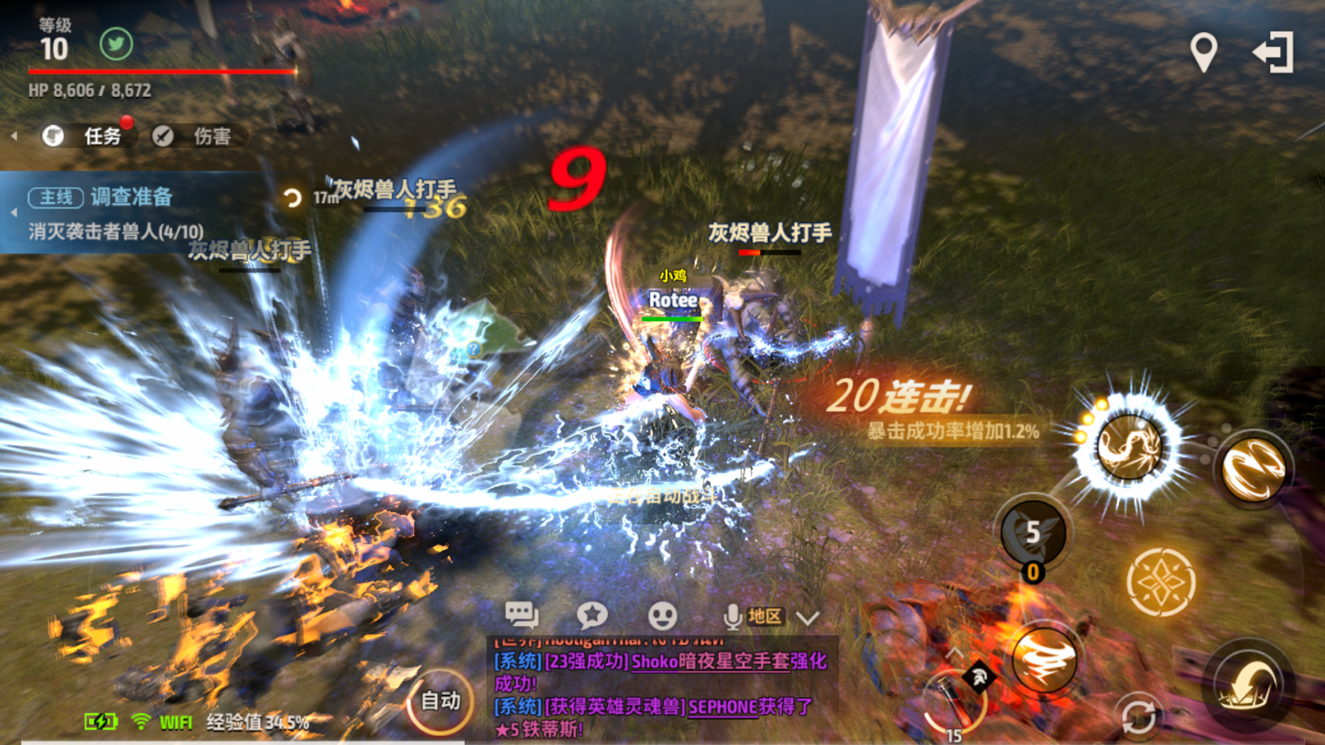 等级
10
HP 8,606 / 8,672
任务
伤害
主线 调查准备
17m
消灭袭击者兽人(4/10)
灰烬兽人打手
136
灰烬兽人打手
9
灰烬兽人打手
小鸡
Rotee
20 连击!
暴击成功率增加1.2%
5
0
地区
[系统][23强成功]Shoko暗夜星空手套强化
成功!
[系统][获得英雄灵魂兽]SEPHONE获得了
★5 铁蒂斯!
自动
15
WIFI 经验值 34.5%